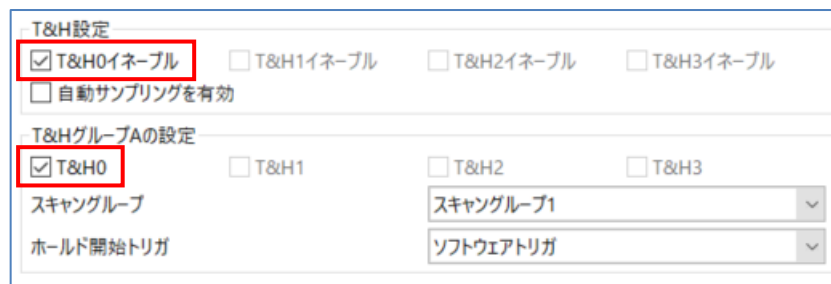 T&H設定
T&H0イネーブル T&H1イネーブル T&H2イネーブル T&H3イネーブル
自動サンプリングを有効
T&HグループAの設定
T&H0 T&H1 T&H2 T&H3
スキャングループ スキャングループ1
ホールド開始トリガ ソフトウェアトリガ